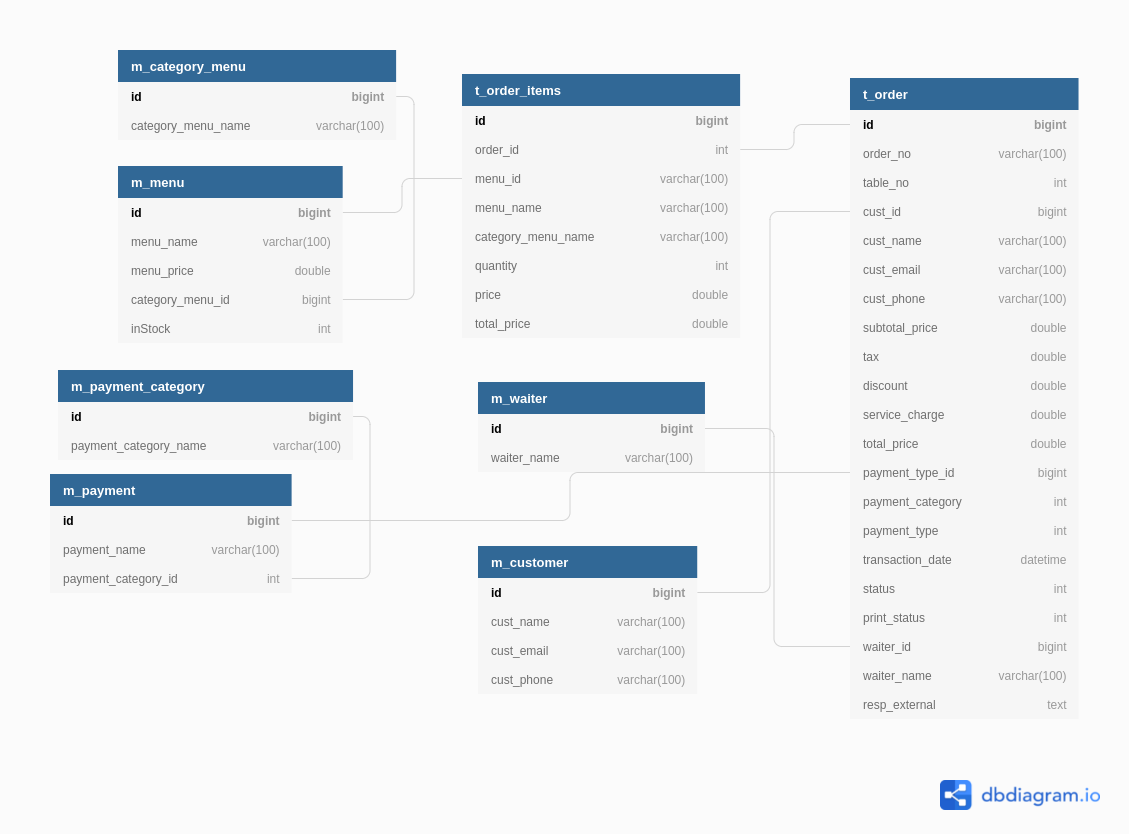 m_category_menu
id bigint
category_menu_name varchar(100)
m_menu
id bigint
menu_name varchar(100)
menu_price double
category_menu_id bigint
inStock int
m_payment_category
id bigint
payment_category_name varchar(100)
m_payment
id bigint
payment_name varchar(100)
payment_category_id int
t_order_items
id bigint
order_id int
menu_id varchar(100)
menu_name varchar(100)
category_menu_name varchar(100)
quantity int
price double
total_price double
m_waiter
id bigint
waiter_name varchar(100)
m_customer
id bigint
cust_name varchar(100)
cust_email varchar(100)
cust_phone varchar(100)
t_order
id bigint
order_no varchar(100)
table_no int
cust_id bigint
cust_name varchar(100)
cust_email varchar(100)
cust_phone varchar(100)
subtotal_price double
tax double
discount double
service_charge double
total_price double
payment_type_id bigint
payment_category int
payment_type int
transaction_date datetime
status int
print_status int
waiter_id bigint
waiter_name varchar(100)
resp_external text
dbdiagram.io